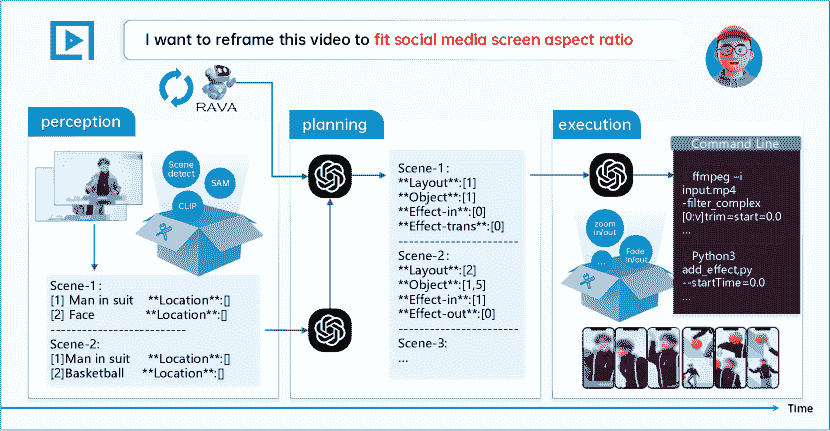 I want to reframe this video to fit social media screen aspect ratio
RAVA
perception
Scene
detect
SAM
CLIP
Scene-1:
[1] Man in suit **Location**:[]
[2] Face **Location**:[]
Scene-2:
[1]Man in suit **Location**:[]
[2]Basketball **Location**:[]
planning
Scene-1:
**Layout**:[1]
**Object**:[1]
**Effect-in**:[0]
**Effect-trans**:[0]
Scene-2:
**Layout**:[2]
**Object**:[1,5]
**Effect-in**:[1]
**Effect-out**:[0]
Scene-3:
...
execution
zoom
in/out
Fade
in/out
...
Command Line
ffmpeg -i
input.mp4
-filter_complex
[0:v]trim=start=0.0
...
Python3
add_effect,py
--startTime=0.0
...
Time